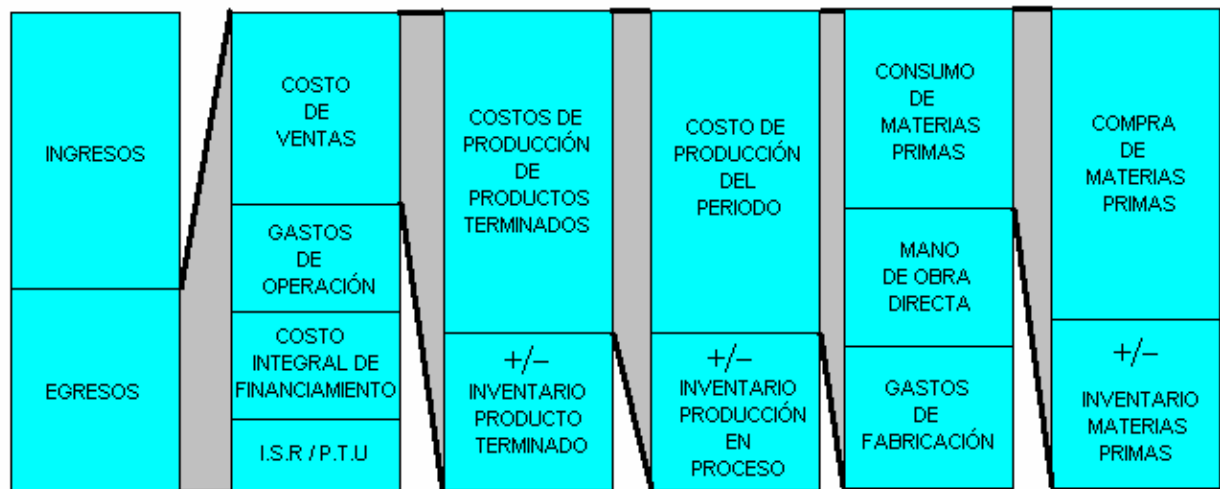 INGRESOS
EGRESOS
COSTO
DE
VENTAS
GASTOS
DE
OPERACIÓN
COSTO
INTEGRAL DE
FINANCIAMIENTO
I.S.R / P.T.U
COSTOS DE
PRODUCCIÓN
DE
PRODUCTOS
TERMINADOS
+/−
INVENTARIO
PRODUCTO
TERMINADO
COSTO DE
PRODUCCIÓN
DEL
PERIODO
+/−
INVENTARIO
PRODUCCIÓN
EN
PROCESO
CONSUMO
DE
MATERIAS
PRIMAS
MANO
DE OBRA
DIRECTA
GASTOS
DE
FABRICACIÓN
COMPRA
DE
MATERIAS
PRIMAS
+/−
INVENTARIO
MATERIAS
PRIMAS